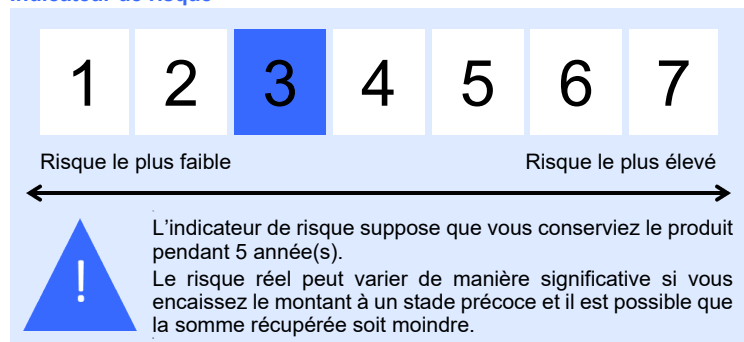 Indicateur de risque
1 2 3 4 5 6 7
Risque le plus faible Risque le plus élevé
!
L'indicateur de risque suppose que vous conserviez le produit
pendant 5 année(s).
Le risque réel peut varier de manière significative si vous
encaissez le montant à un stade précoce et il est possible que
la somme récupérée soit moindre.